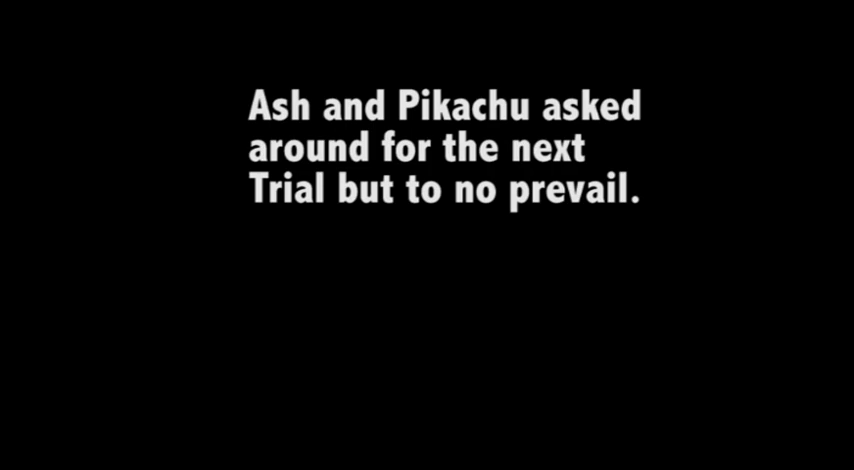 Ash and Pikachu asked
around for the next
Trial but to no prevail.